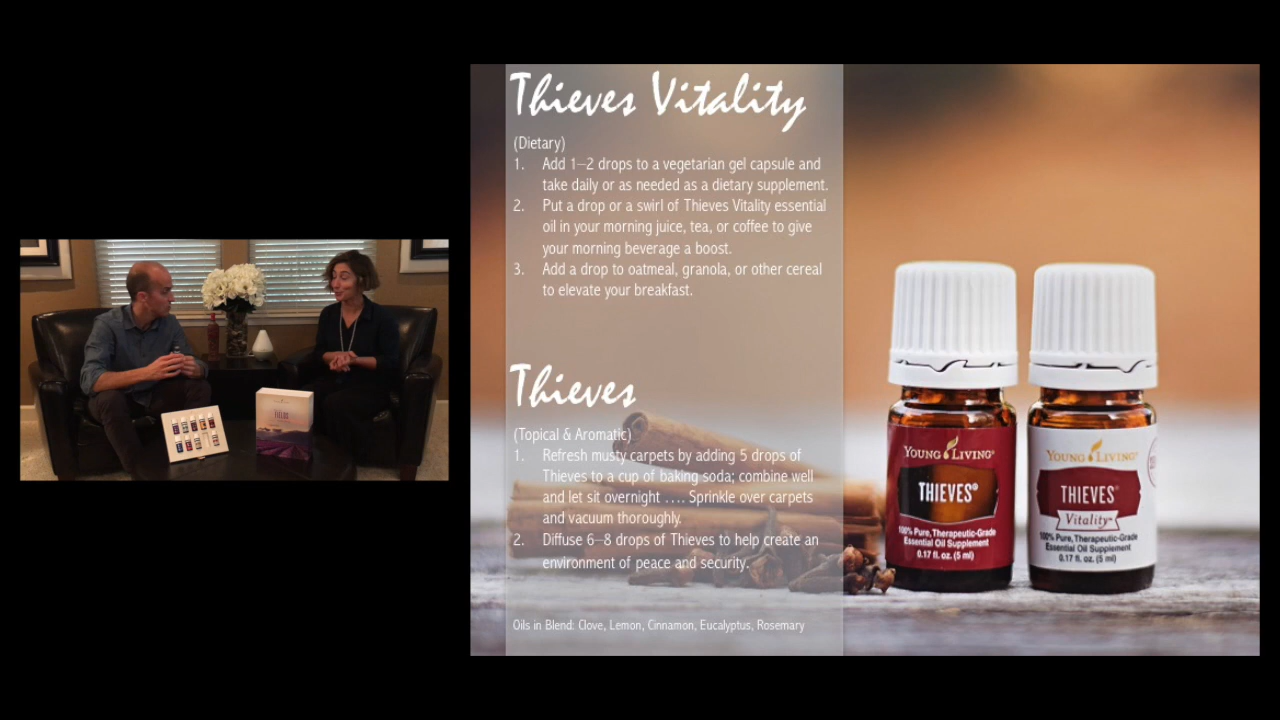 Thieves Vitality
(Dietary)
1. Add 1–2 drops to a vegetarian gel capsule and
take daily or as needed as a dietary supplement.
2. Put a drop or a swirl of Thieves Vitality essential
oil in your morning juice, tea, or coffee to give
your morning beverage a boost.
3. Add a drop to oatmeal, granola, or other cereal
to elevate your breakfast.
Thieves
(Topical & Aromatic)
1. Refresh musty carpets by adding 5 drops of
Thieves to a cup of baking soda; combine well
and let sit overnight .... Sprinkle over carpets
and vacuum thoroughly.
2. Diffuse 6–8 drops of Thieves to help create an
environment of peace and security.
Oils in Blend: Clove, Lemon, Cinnamon, Eucalyptus, Rosemary
YOUNG LIVING®
THIEVES®
100% Pure, Therapeutic-Grade
Essential Oil Supplement
0.17 fl. oz. (5 ml)
YOUNG LIVING®
THIEVES®
Vitality™
100% Pure, Therapeutic-Grade
Essential Oil Supplement
0.17 fl. oz. (5 ml)